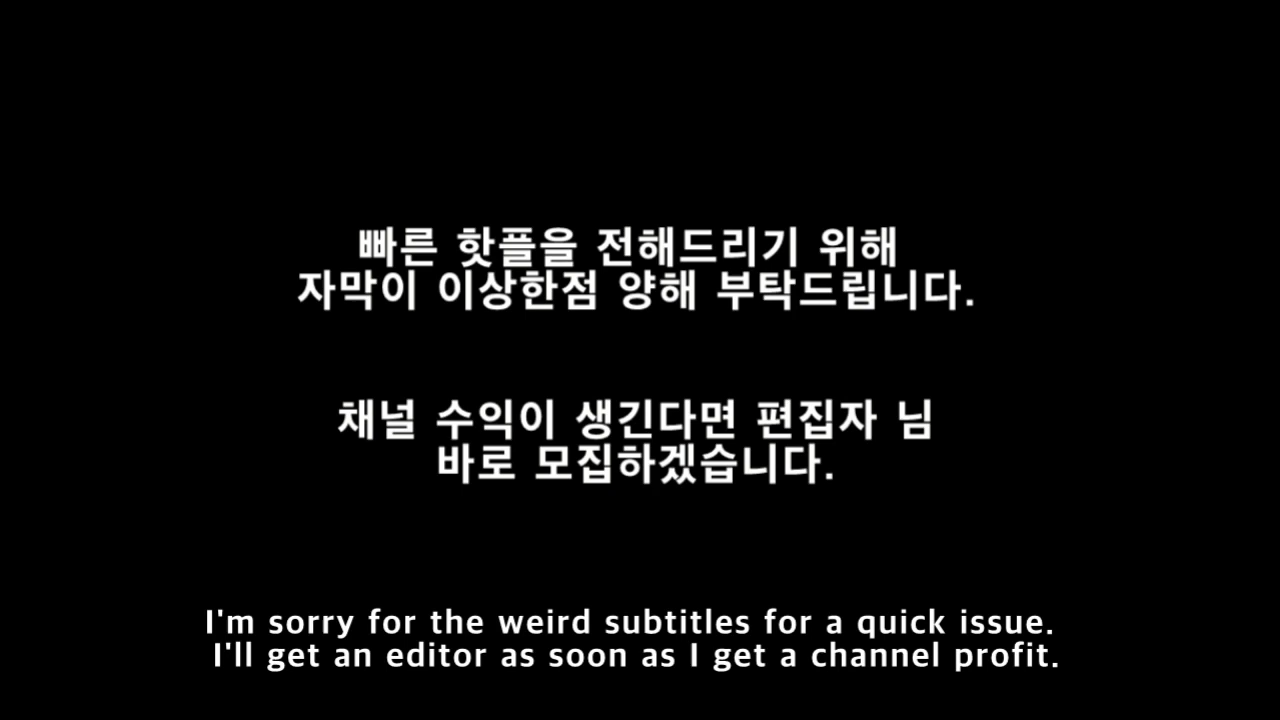 빠른 핫플을 전해드리기 위해
자막이 이상한점 양해 부탁드립니다.
채널 수익이 생긴다면 편집자 님
바로 모집하겠습니다.
I'm sorry for the weird subtitles for a quick issue.
I'll get an editor as soon as I get a channel profit.